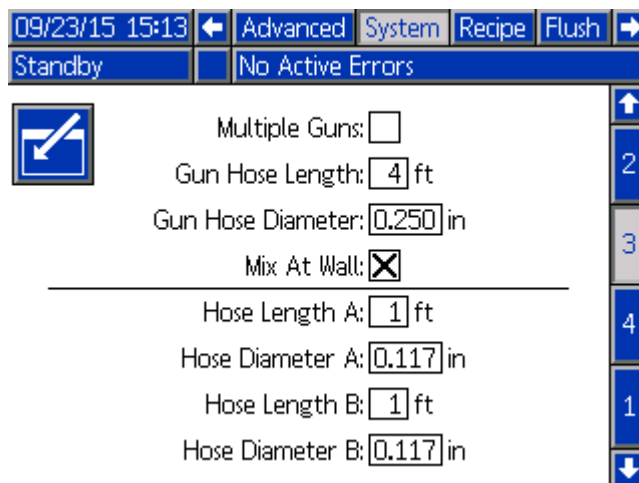 09/23/15 15:13 Advanced System Recipe Flush
Standby No Active Errors
Multiple Guns:
2
Gun Hose Length: 4 ft
Gun Hose Diameter: 0.250 in
3
Mix At Wall:
Hose Length A: 1 ft
4
Hose Diameter A: 0.117 in
Hose Length B: 1 ft
1
Hose Diameter B: 0.117 in